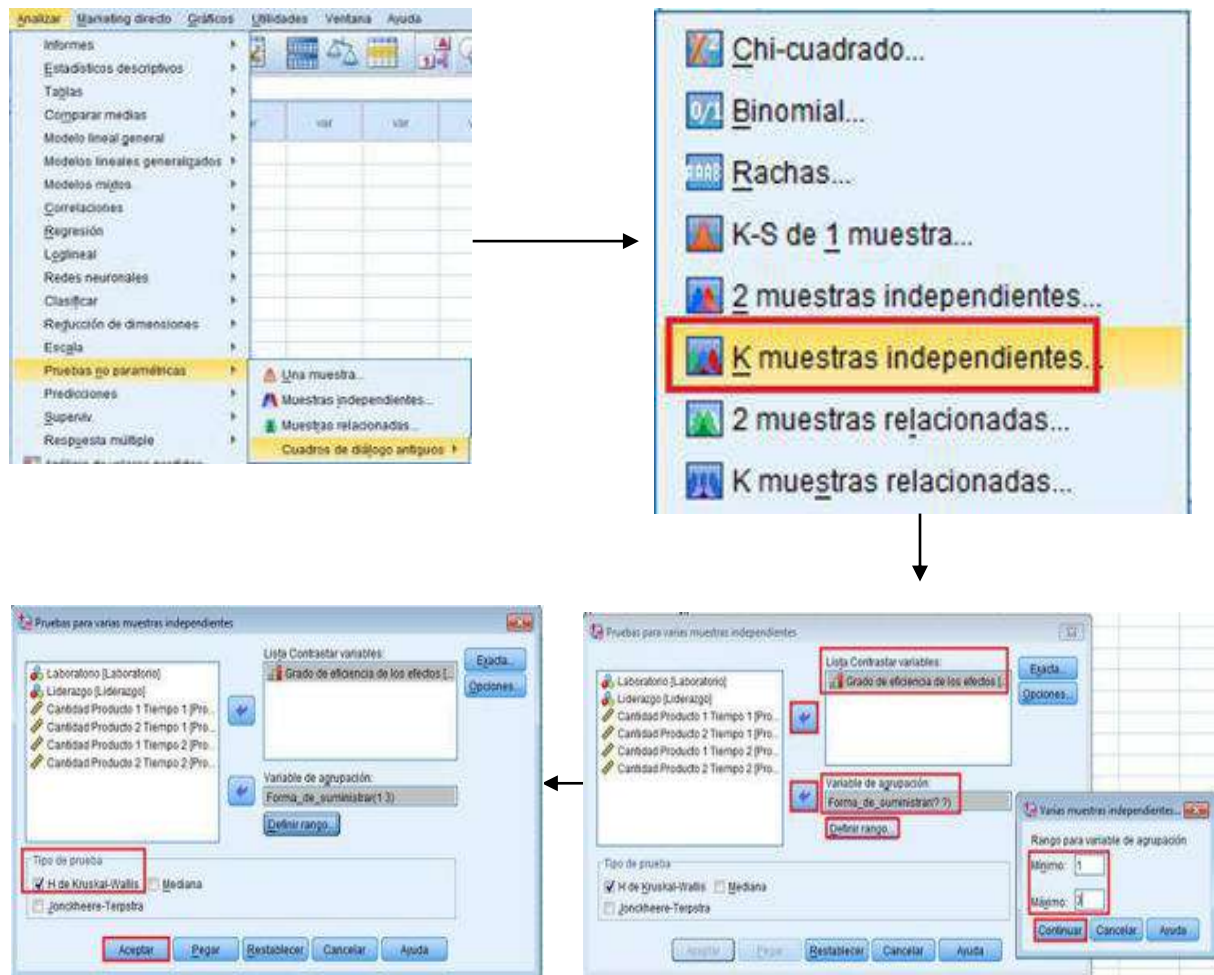 Analizar Marketing directo Gráficos Utilidades Ventana Ayuda
Informes
Estadísticos descriptivos
Tablas
Comparar medias
Modelo lineal general
Modelos lineales generalizados
Modelos mixtos
Correlaciones
Regresión
Loglineal
Redes neuronales
Clasificar
Reducción de dimensiones
Escala
Pruebas no paramétricas
Predicciones
Superviv.
Respuesta múltiple
var var
Una muestra...
Muestras independientes...
Muestras relacionadas...
Cuadros de diálogo antiguos
Chi-cuadrado...
Binomial...
Rachas...
K-S de 1 muestra...
2 muestras independientes...
K muestras independientes...
2 muestras relacionadas...
K muestras relacionadas...
Pruebas para varias muestras independientes
Laboratorio [Laboratorio]
Liderazgo [Liderazgo]
Cantidad Producto 1 Tiempo 1 [Pro...
Cantidad Producto 2 Tiempo 1 [Pro...
Cantidad Producto 1 Tiempo 2 [Pro...
Cantidad Producto 2 Tiempo 2 [Pro...
Lista Contrastar variables:
Grado de eficiencia de los efectos [...
Exacta...
Opciones...
Variable de agrupación:
Forma_de_suministrar(1 3)
Definir rango...
Tipo de prueba
H de Kruskal-Wallis Mediana
Jonckheere-Terpstra
Aceptar Pegar Restablecer Cancelar Ayuda
Pruebas para varias muestras independientes
Laboratorio [Laboratorio]
Liderazgo [Liderazgo]
Cantidad Producto 1 Tiempo 1 [Pro...
Cantidad Producto 2 Tiempo 1 [Pro...
Cantidad Producto 1 Tiempo 2 [Pro...
Cantidad Producto 2 Tiempo 2 [Pro...
Lista Contrastar variables:
Grado de eficiencia de los efectos [...
Exacta...
Opciones...
Variable de agrupación:
Forma_de_suministrar(? ?)
Definir rango...
Tipo de prueba
H de Kruskal-Wallis Mediana
Jonckheere-Terpstra
Aceptar Pegar Restablecer Cancelar Ayuda
Varias muestras independientes...
Rango para variable de agrupación
Mínimo: 1
Máximo: 3
Continuar Cancelar Ayuda